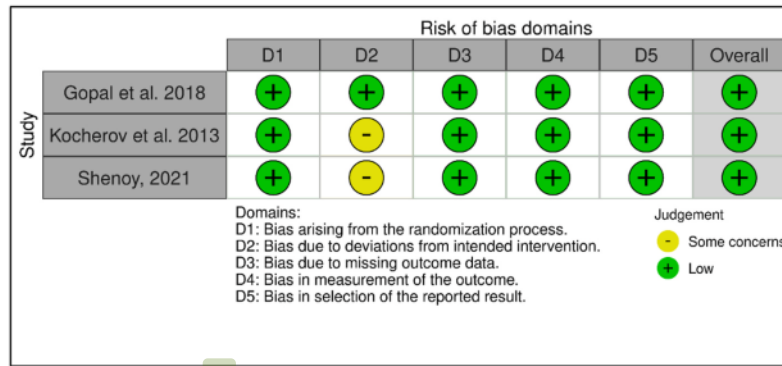 Risk of bias domains
D1 D2 D3 D4 D5 Overall
Study
Gopal et al. 2018 + + + + + +
Kocherov et al. 2013 + - + + + +
Shenoy, 2021 + - + + + +
Domains:
D1: Bias arising from the randomization process.
D2: Bias due to deviations from intended intervention.
D3: Bias due to missing outcome data.
D4: Bias in measurement of the outcome.
D5: Bias in selection of the reported result.
Judgement
- Some concerns
+ Low